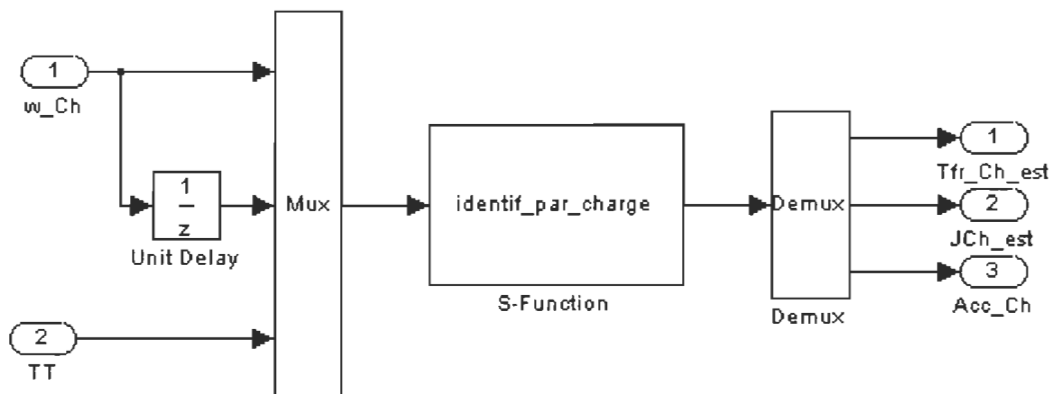 1
w_Ch
1
z
Unit Delay
2
TT
Mux
identif_par_charge
S-Function
Demux
Demux
1
Tfr_Ch_est
2
JCh_est
3
Acc_Ch